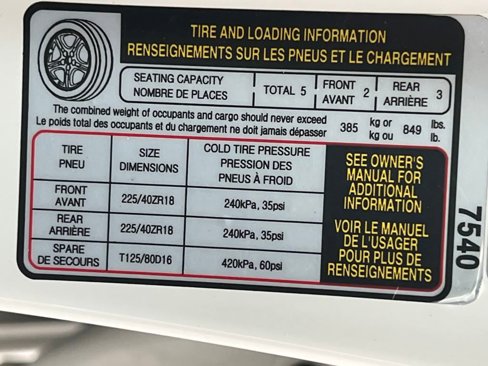 TIRE AND LOADING INFORMATION
RENSEIGNEMENTS SUR LES PNEUS ET LE CHARGEMENT
SEATING CAPACITY
NOMBRE DE PLACES
TOTAL 5
FRONT
AVANT
2
REAR
ARRIÈRE
3
The combined weight of occupants and cargo should never exceed
Le poids total des occupants et du chargement ne doit jamais dépasser
385
kg or
kg ou
849
lbs.
lb.
TIRE
PNEU
SIZE
DIMENSIONS
COLD TIRE PRESSURE
PRESSION DES
PNEUS À FROID
FRONT
AVANT
225/40ZR18
240kPa, 35psi
REAR
ARRIÈRE
225/40ZR18
240kPa, 35psi
SPARE
DE SECOURS
T125/80D16
420kPa, 60psi
SEE OWNER'S
MANUAL FOR
ADDITIONAL
INFORMATION
VOIR LE MANUEL
DE L'USAGER
POUR PLUS DE
RENSEIGNEMENTS
7540